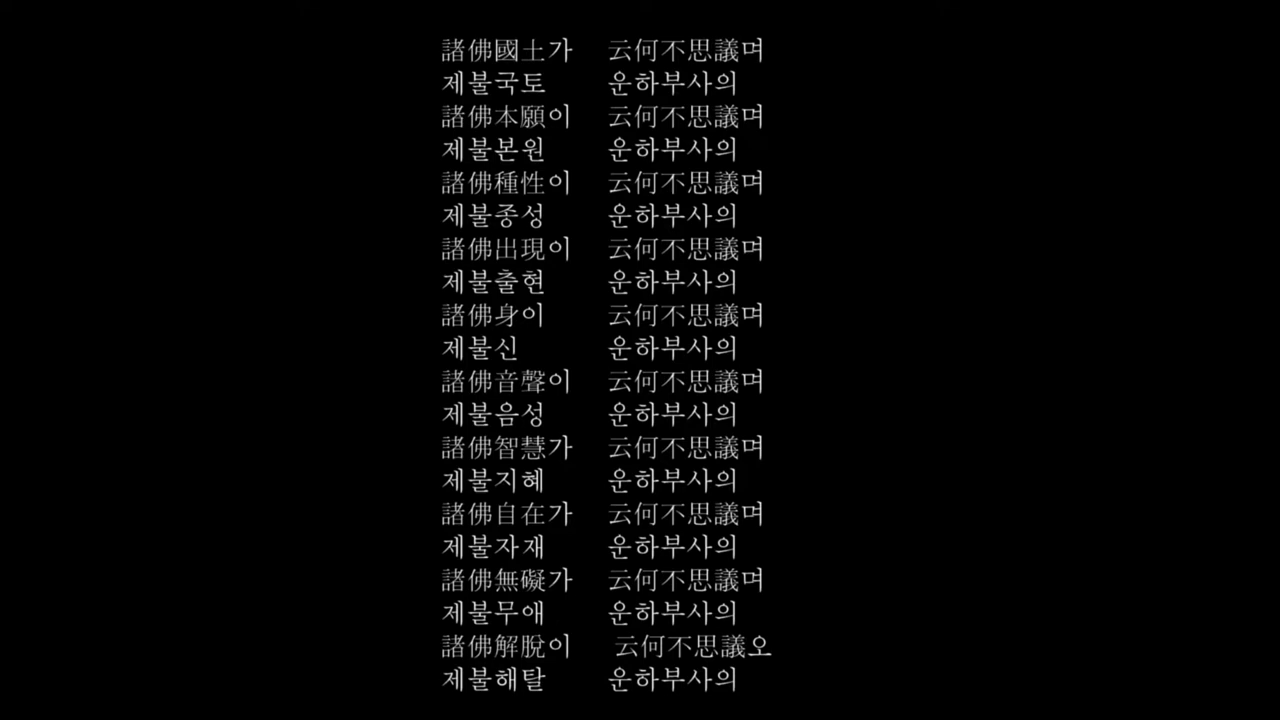 諸佛國土가 云何不思議며
제불국토 운하부사의
諸佛本願이 云何不思議며
제불본원 운하부사의
諸佛種性이 云何不思議며
제불종성 운하부사의
諸佛出現이 云何不思議며
제불출현 운하부사의
諸佛身이 云何不思議며
제불신 운하부사의
諸佛音聲이 云何不思議며
제불음성 운하부사의
諸佛智慧가 云何不思議며
제불지혜 운하부사의
諸佛自在가 云何不思議며
제불자재 운하부사의
諸佛無礙가 云何不思議며
제불무애 운하부사의
諸佛解脫이 云何不思議오
제불해탈 운하부사의